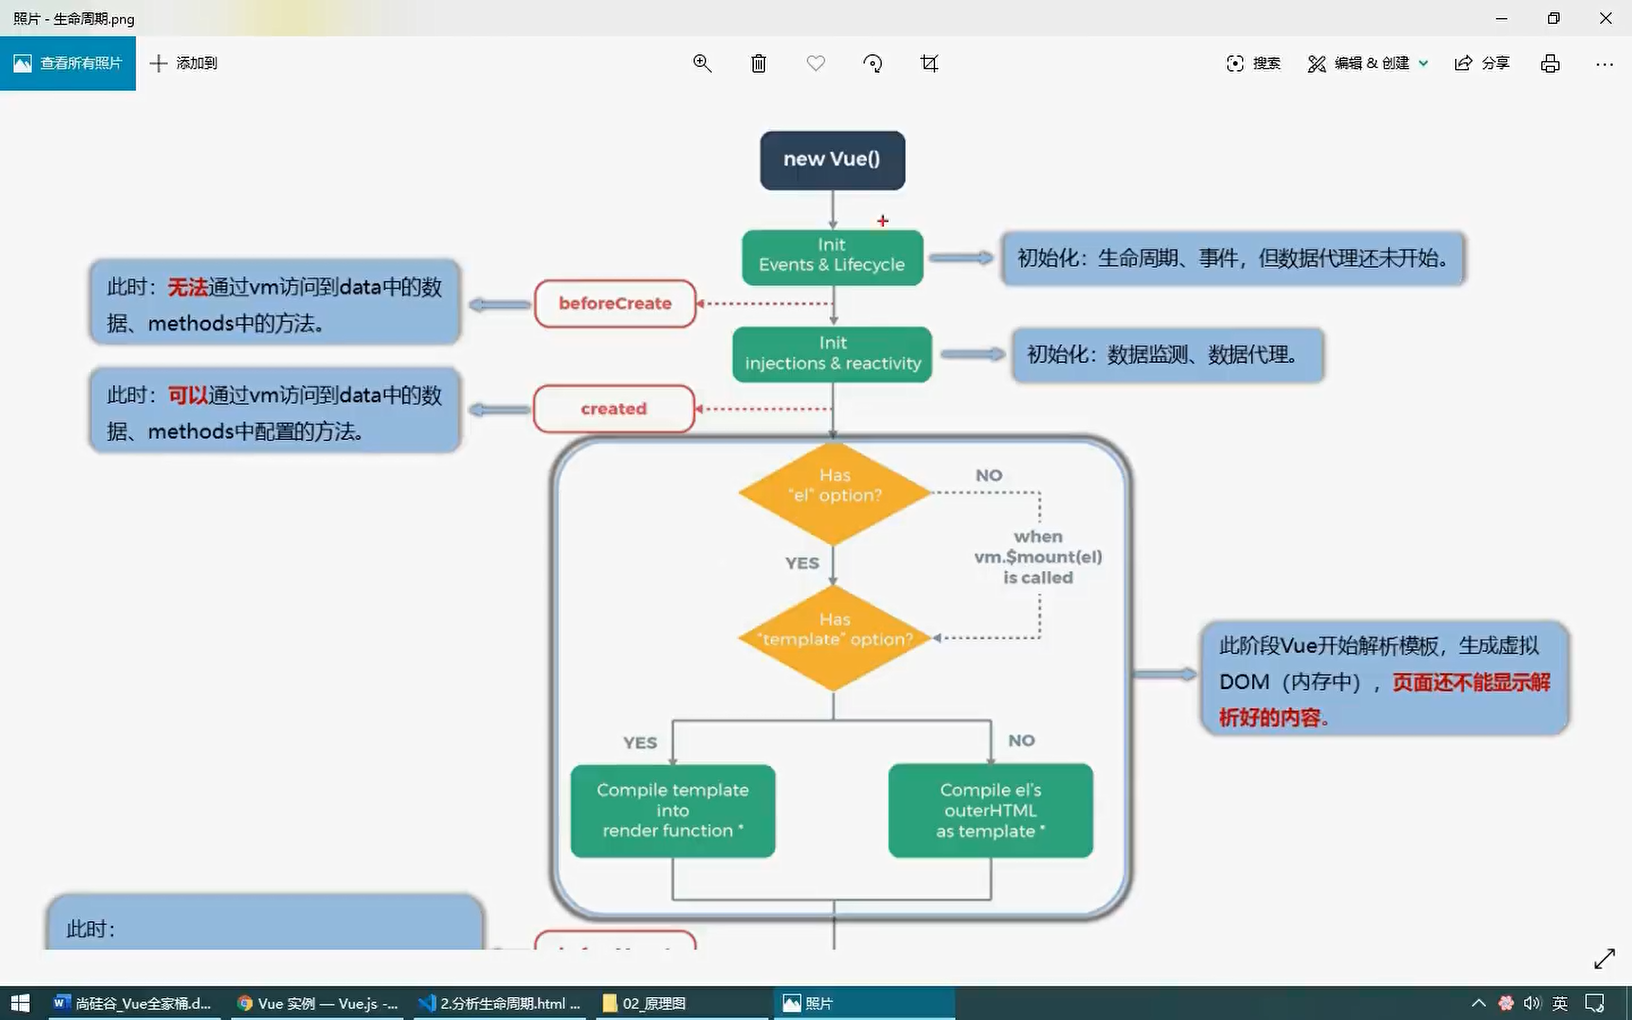 照片 - 生命周期.png
查看所有照片
添加到
搜索
编辑 & 创建
分享
new Vue()
Init
Events & Lifecycle
初始化：生命周期、事件，但数据代理还未开始。
此时：无法通过vm访问到data中的数
据、methods中的方法。
beforeCreate
Init
injections & reactivity
初始化：数据监测、数据代理。
此时：可以通过vm访问到data中的数
据、methods中配置的方法。
created
Has
"el" option?
NO
when
vm.$mount(el)
is called
YES
Has
"template" option?
此阶段Vue开始解析模板，生成虚拟
DOM（内存中），页面还不能显示解
析好的内容。
YES
NO
Compile template
into
render function *
Compile el's
outerHTML
as template *
此时：
尚硅谷_Vue全家桶.d...
Vue 实例 — Vue.js -...
2.分析生命周期.html ...
02_原理图
照片
英